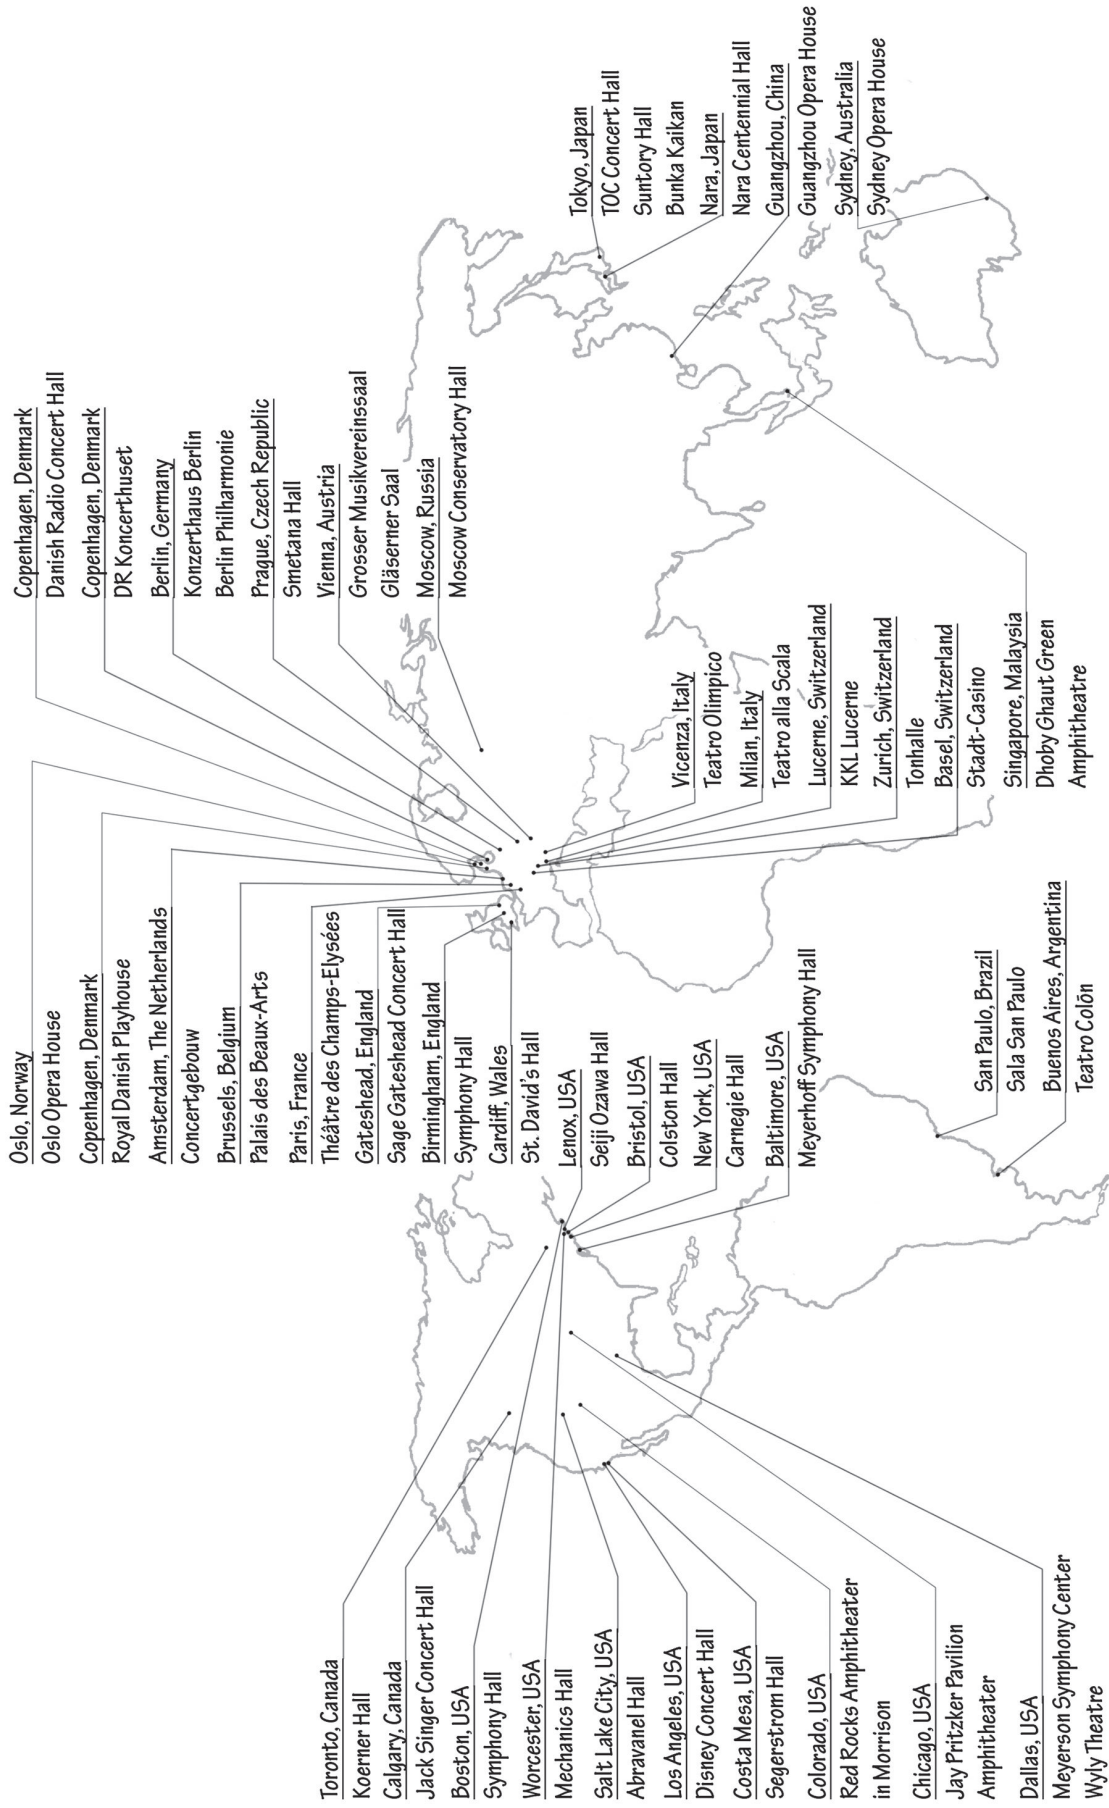 Toronto, Canada
Koerner Hall
Calgary, Canada
Jack Singer Concert Hall
Boston, USA
Symphony Hall
Worcester, USA
Mechanics Hall
Salt Lake City, USA
Abravanel Hall
Los Angeles, USA
Disney Concert Hall
Costa Mesa, USA
Segerstrom Hall
Colorado, USA
Red Rocks Amphitheater
in Morrison
Chicago, USA
Jay Pritzker Pavilion
Amphitheater
Dallas, USA
Meyerson Symphony Center
Wyly Theatre
Oslo, Norway
Oslo Opera House
Copenhagen, Denmark
Royal Danish Playhouse
Amsterdam, The Netherlands
Concertgebouw
Brussels, Belgium
Palais des Beaux-Arts
Paris, France
Théâtre des Champs-Elysées
Gateshead, England
Sage Gateshead Concert Hall
Birmingham, England
Symphony Hall
Cardiff, Wales
St. David's Hall
Lenox, USA
Seiji Ozawa Hall
Bristol, USA
Colston Hall
New York, USA
Carnegie Hall
Baltimore, USA
Meyerhoff Symphony Hall
San Paulo, Brazil
Sala San Paulo
Buenos Aires, Argentina
Teatro Colōn
Copenhagen, Denmark
Danish Radio Concert Hall
Copenhagen, Denmark
DR Koncerthuset
Berlin, Germany
Konzerthaus Berlin
Berlin Philharmonie
Prague, Czech Republic
Smetana Hall
Vienna, Austria
Grosser Musikvereinssaal
Gläserner Saal
Moscow, Russia
Moscow Conservatory Hall
Vicenza, Italy
Teatro Olimpico
Milan, Italy
Teatro alla Scala
Lucerne, Switzerland
KKL Lucerne
Zurich, Switzerland
Tonhalle
Basel, Switzerland
Stadt-Casino
Singapore, Malaysia
Dhoby Ghaut Green
Amphitheatre
Tokyo, Japan
TOC Concert Hall
Suntory Hall
Bunka Kaikan
Nara, Japan
Nara Centennial Hall
Guangzhou, China
Guangzhou Opera House
Sydney, Australia
Sydney Opera House